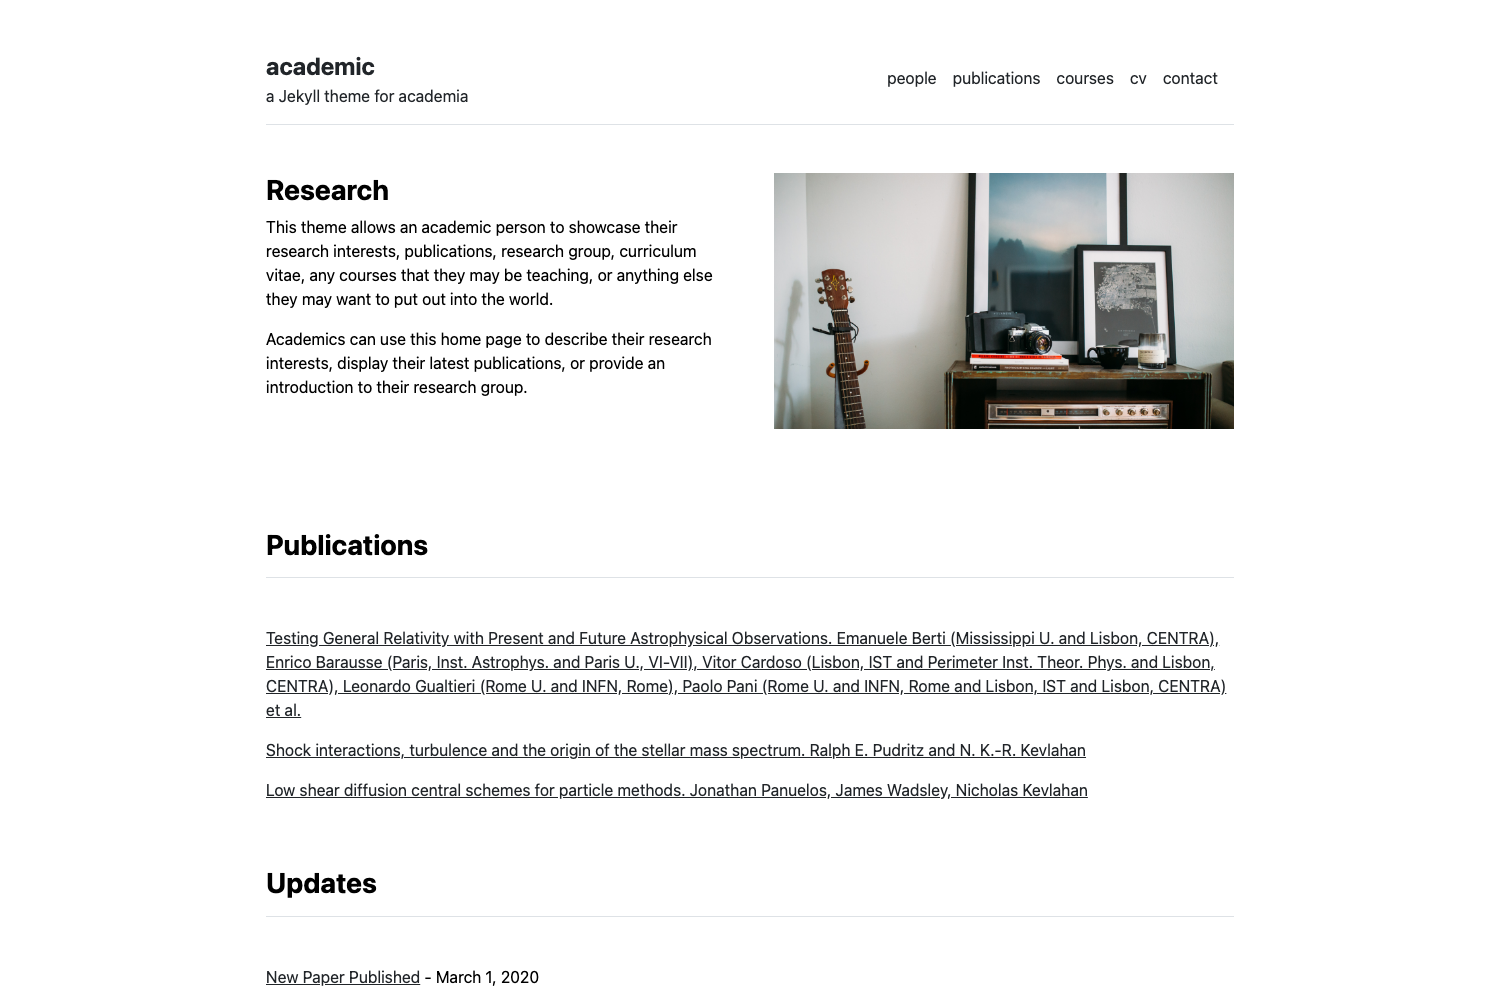 academic
a Jekyll theme for academia
people publications courses cv contact
Research
This theme allows an academic person to showcase their
research interests, publications, research group, curriculum
vitae, any courses that they may be teaching, or anything else
they may want to put out into the world.
Academics can use this home page to describe their research
interests, display their latest publications, or provide an
introduction to their research group.
Publications
Testing General Relativity with Present and Future Astrophysical Observations. Emanuele Berti (Mississippi U. and Lisbon, CENTRA),
Enrico Barausse (Paris, Inst. Astrophys. and Paris U., VI-VII), Vitor Cardoso (Lisbon, IST and Perimeter Inst. Theor. Phys. and Lisbon,
CENTRA), Leonardo Gualtieri (Rome U. and INFN, Rome), Paolo Pani (Rome U. and INFN, Rome and Lisbon, IST and Lisbon, CENTRA)
et al.
Shock interactions, turbulence and the origin of the stellar mass spectrum. Ralph E. Pudritz and N. K.-R. Kevlahan
Low shear diffusion central schemes for particle methods. Jonathan Panuelos, James Wadsley, Nicholas Kevlahan
Updates
New Paper Published - March 1, 2020